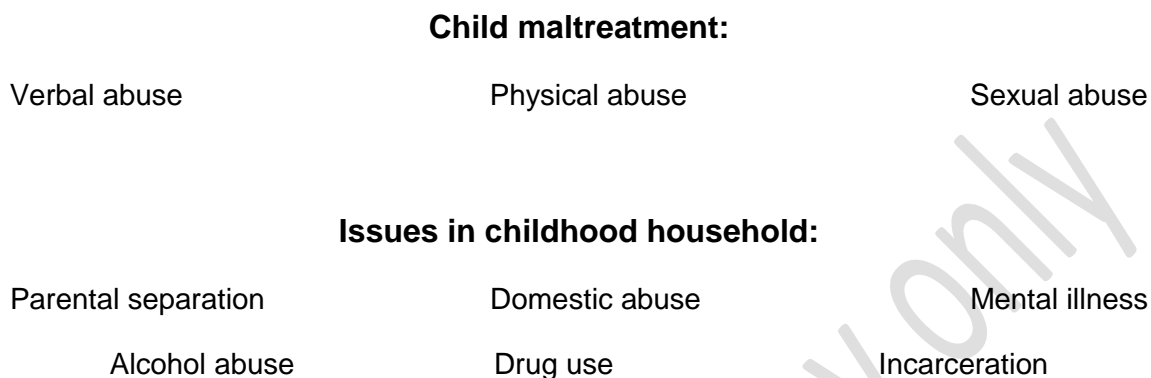 Child maltreatment:
Verbal abuse Physical abuse Sexual abuse
Issues in childhood household:
Parental separation Domestic abuse Mental illness
Alcohol abuse Drug use Incarceration
only